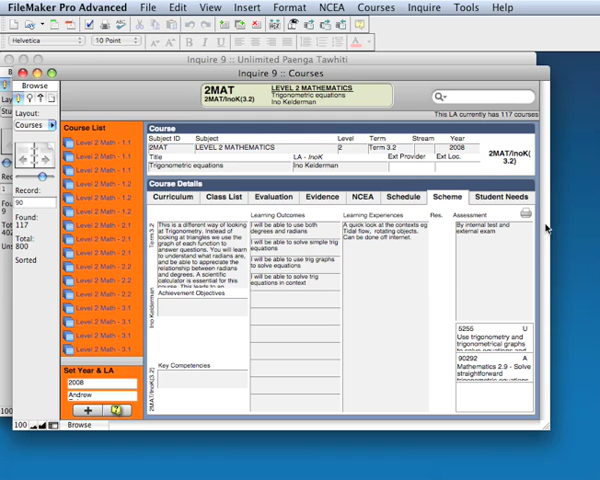 FileMaker Pro Advanced File Edit View Insert Format NCEA Courses Inquire Tools Help
Helvetica 10 Point
Inquire 9 :: Unlimited Paenga Tawhiti
Inquire 9 :: Courses
Browse
Layout:
Courses
Record:
90
Found:
117
Total:
800
Sorted
2MAT
2MAT/InoK(3.2)
LEVEL 2 MATHEMATICS
Trigonometric equations
Ino Keiderman
This LA currently has 117 courses
Course List
Level 2 Math - 1.1
Level 2 Math - 1.1
Level 2 Math - 1.1
Level 2 Math - 1.2
Level 2 Math - 1.2
Level 2 Math - 1.2
Level 2 Math - 2.1
Level 2 Math - 2.1
Level 2 Math - 2.1
Level 2 Math - 2.2
Level 2 Math - 2.2
Level 2 Math - 2.2
Level 2 Math - 3.1
Level 2 Math - 3.1
Level 2 Math - 3.1
Level 2 Math - 3.1
Set Year & LA
2008
Andrew
Course
Subject ID Subject Level Term Stream Year
2MAT LEVEL 2 MATHEMATICS 2 Term 3.2 2008
Title LA - InoK Ext Provider Ext Loc.
Trigonometric equations Ino Keiderman
2MAT/InoK(
3.2)
Course Details
Curriculum Class List Evaluation Evidence NCEA Schedule Scheme Student Needs
Learning Outcomes Learning Experiences Res. Assessment
Term3.2
This is a different way of looking
at Trigonometry. Instead of
looking at triangles we use the
graph of each function to
answer questions. You will learn
to understand what radians are,
and be able to appreciate the
relationship between radians
and degrees. A scientific
calculator is essential for this
course. This leads to an
I will be able to use both
degrees and radians
I will be able to solve simple trig
equations
I will be able to use trig graphs
to solve equations
I will be able to solve trig
equations in context
A quick look at the contexts eg
Tidal flow, rotating objects.
Can be done off internet.
By internal test and
external exam
Achievement Objectives
Ino Keiderman
Key Competencies
2MAT/InoK(3.2)
5255 U
Use trigonometry and
trigonometrical graphs
to solve equations and
90292 A
Mathematics 2.9 - Solve
straightforward
trigonometric equations
100 Browse